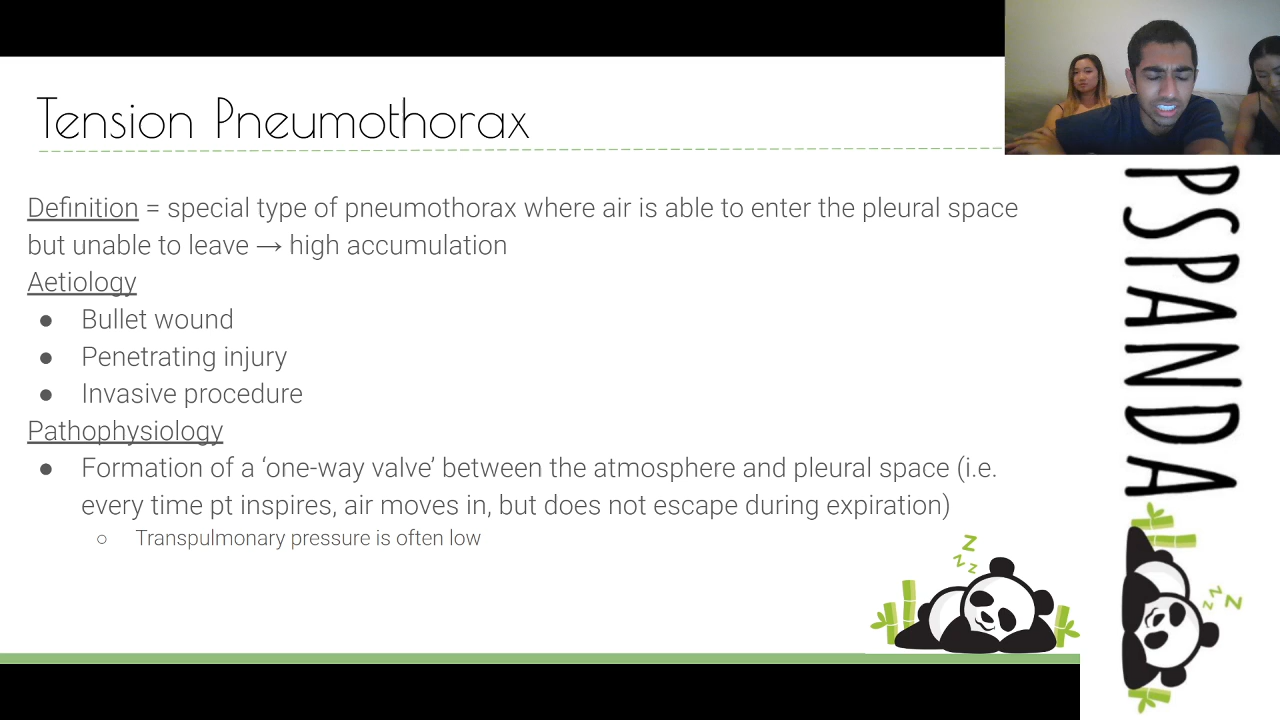 Tension Pneumothorax
Definition = special type of pneumothorax where air is able to enter the pleural space
but unable to leave → high accumulation
Aetiology
● Bullet wound
● Penetrating injury
● Invasive procedure
Pathophysiology
● Formation of a ‘one-way valve’ between the atmosphere and pleural space (i.e.
every time pt inspires, air moves in, but does not escape during expiration)
○ Transpulmonary pressure is often low
z z z
PSPANDA
z z z